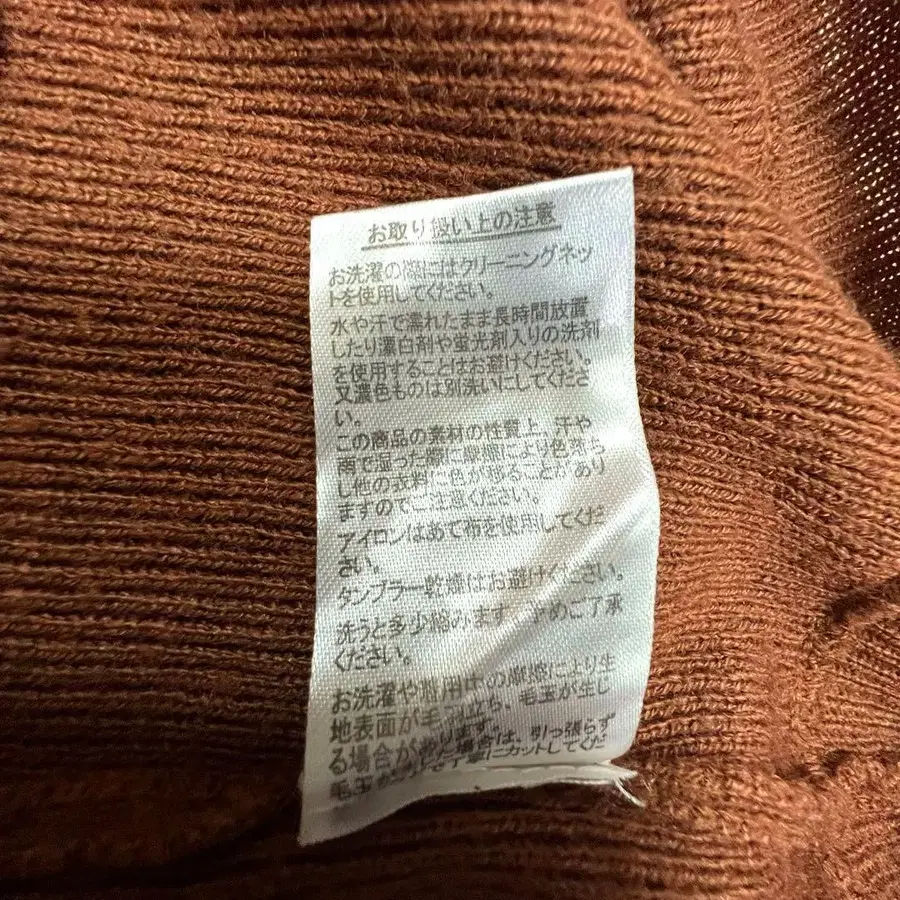 お取り扱い上の注意
お洗濯の際にはクリーニングネッ
トを使用してください。
水や汗で濡れたまま長時間放置
したり漂白剤や蛍光剤入りの洗剤
を使用することはお避けください。
又濃色ものは別洗いにしてくださ
い。
この商品の素材の性質上、汗や
雨で湿った際に摩擦により色落ち
し他の衣料に色が移ることがあり
ますのでご注意ください。
アイロンはあて布を使用してくだ
さい。
タンブラー乾燥はお避けください。
洗うと多少縮みます。予めご了承
ください。
お洗濯や着用中の摩擦により生
地表面が毛羽立ち、毛玉が生じ
る場合があります。
場合は、引っ張らず
毛玉 丁寧にカットしてくだ